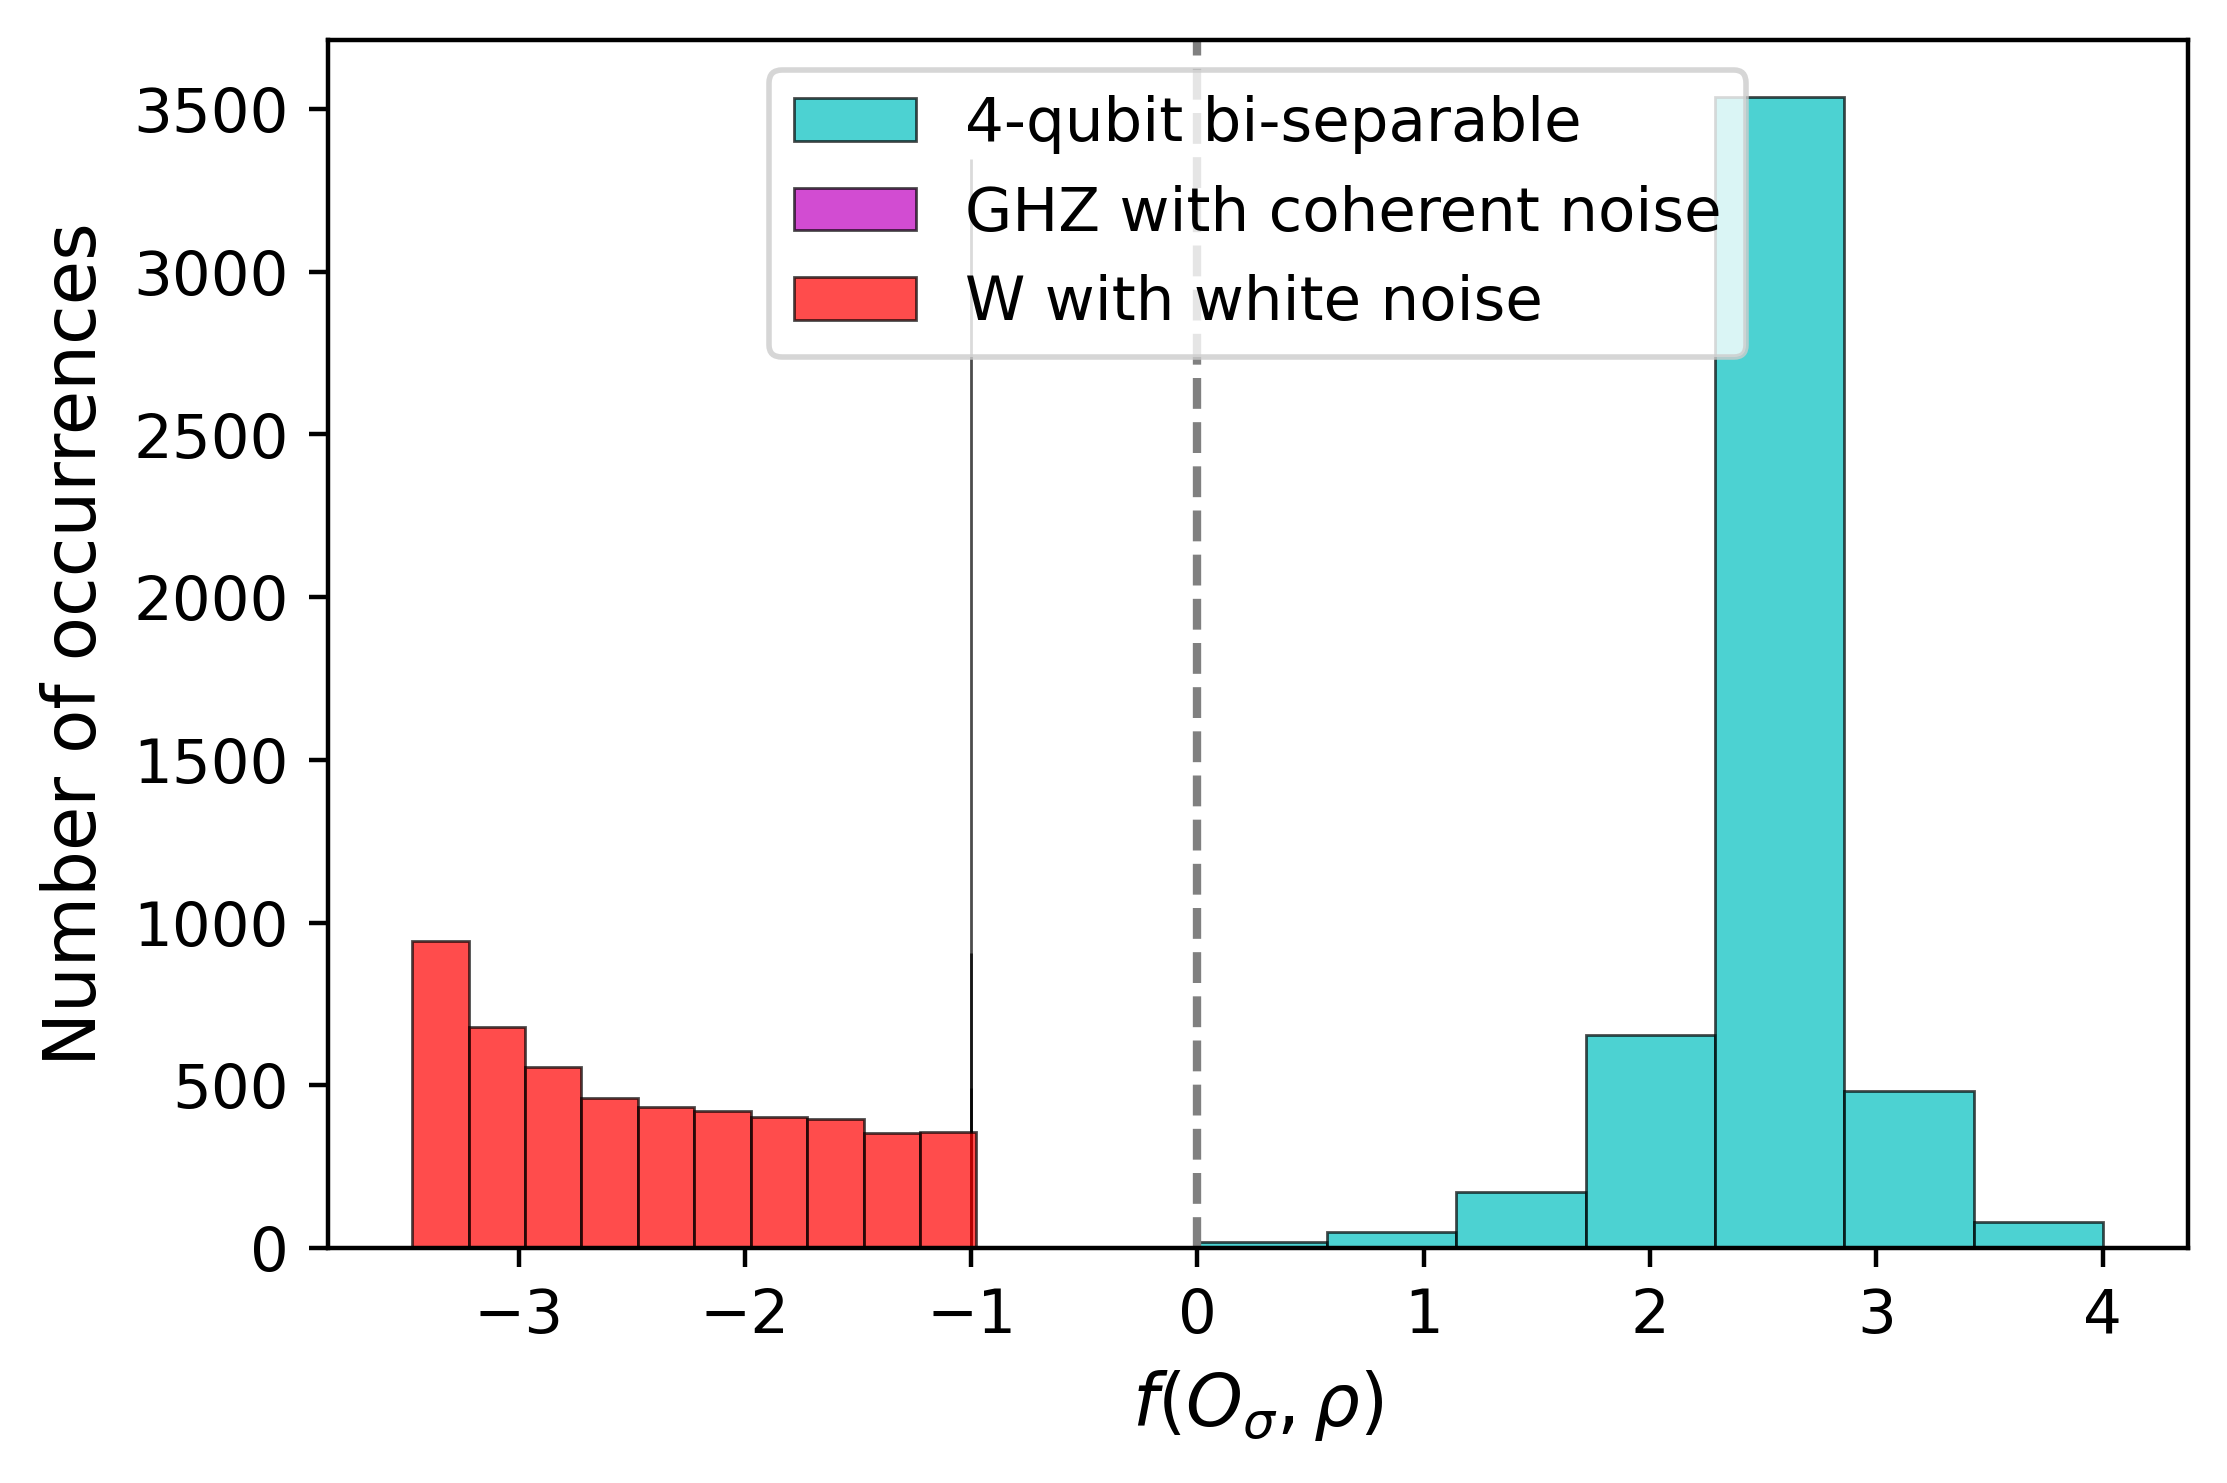 4-qubit bi-separable
GHZ with coherent noise
W with white noise
Number of occurrences
3500
3000
2500
2000
1500
1000
500
0
−3 −2 −1 0 1 2 3 4
f(O_σ, ρ)